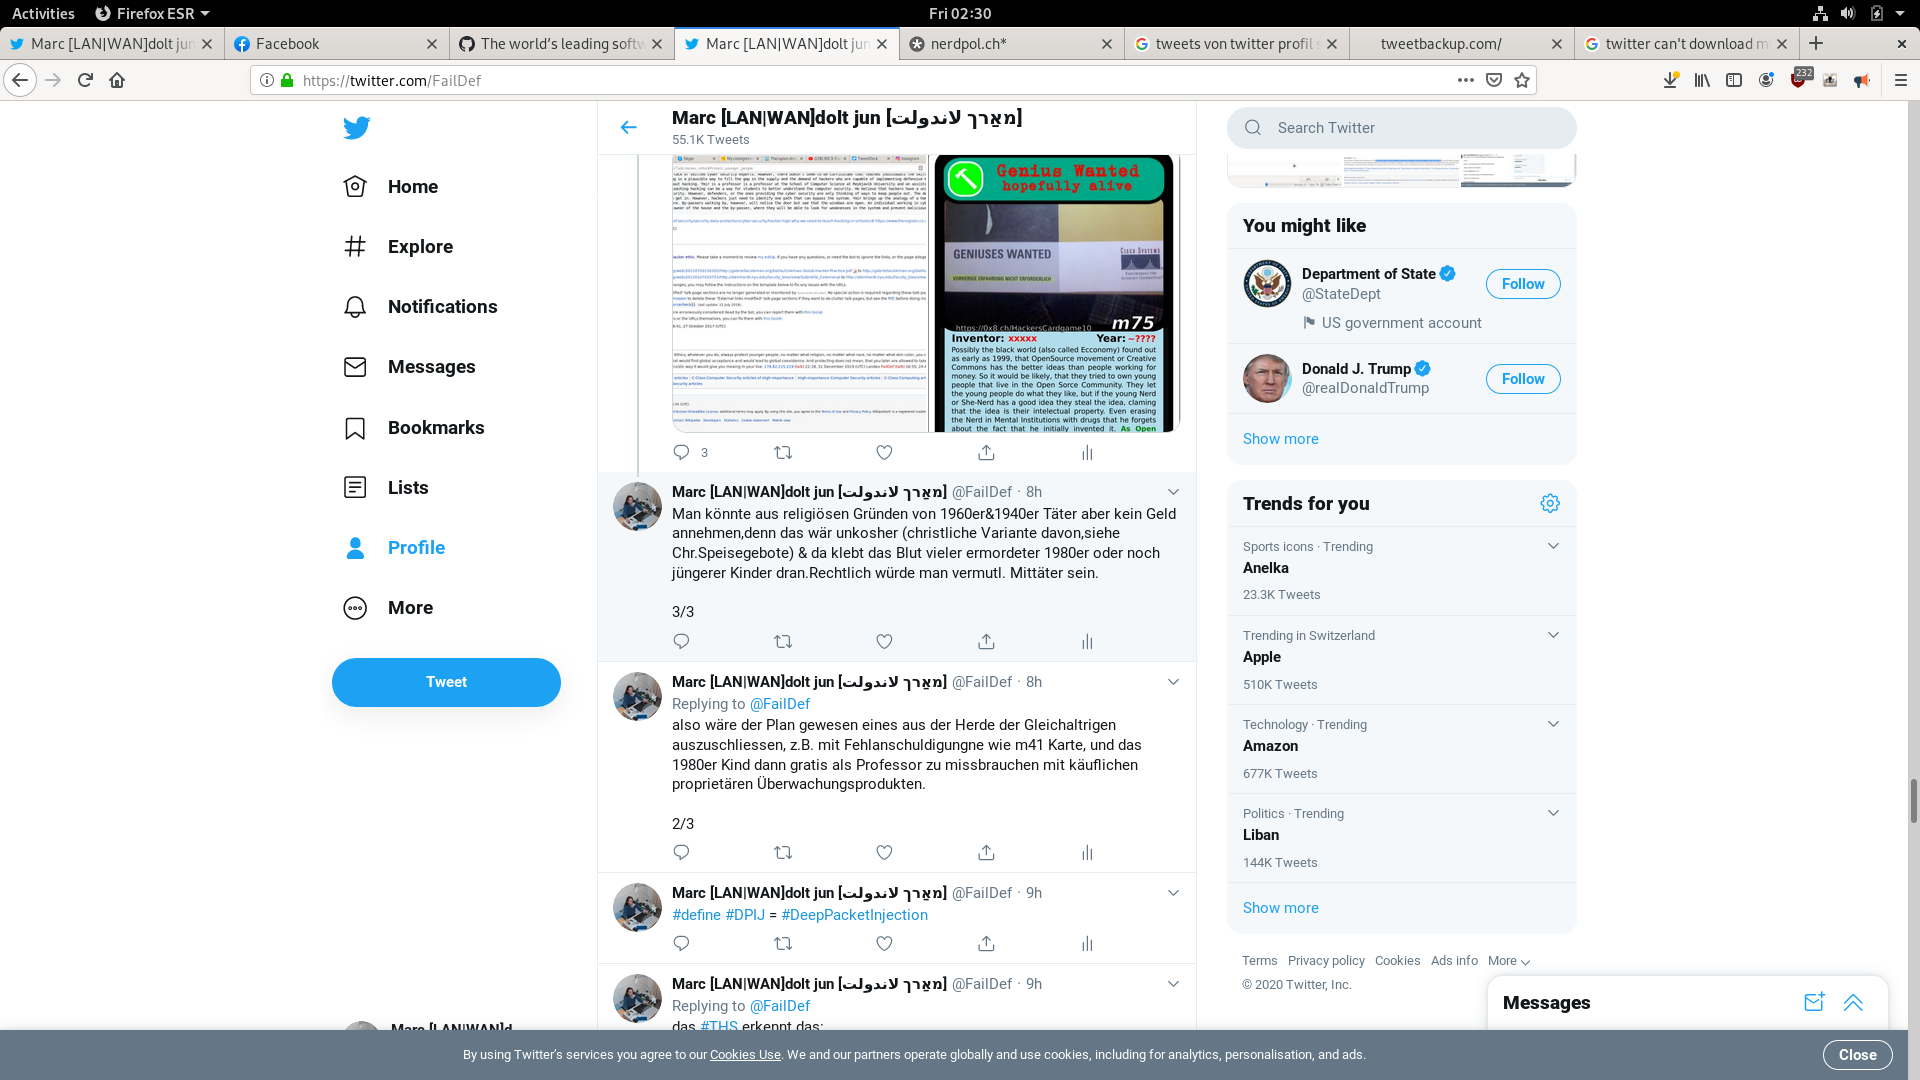 Activities
Firefox ESR
Fri 02:30
Marc [LAN|WAN]dolt jun
Facebook
The world's leading softw
Marc [LAN|WAN]dolt jun
nerdpol.ch*
tweets von twitter profil s
tweetbackup.com/
twitter can't download m
https://twitter.com/FailDef
232
Home
Explore
Notifications
Messages
Bookmarks
Lists
Profile
More
Tweet
Marc [LAN|WAN]d
Marc [LAN|WAN]dolt jun [מאַרך לאנدולت]
55.1K Tweets
Genius Wanted
hopefully alive
GENIUSES WANTED
VORHERIGE ERFAHRUNG NICHT ERFORDERLICH
CISCO SYSTEMS
https://0x8.ch/HackersCardgame10
m75
Inventor: xxxxx Year: ~????
Possibly the black world (also called Ecconomy) found out
as early as 1999, that OpenSource movement or Creative
Commons has the better ideas than people working for
money. So it would be likely, that they tried to own young
people that live in the Open Sorce Community. They let
the young people do what they like, but if the young Nerd
or She-Nerd has a good idea they steal the idea, claming
that the idea is their intelectual property. Even erasing
the Nerd in Mental Institutions with drugs that he forgets
about the fact that he initially invented it. As Open
3
Marc [LAN|WAN]dolt jun @FailDef · 8h
Man könnte aus religiösen Gründen von 1960er&1940er Täter aber kein Geld
annehmen,denn das wär unkosher (christliche Variante davon,siehe
Chr.Speisegebote) & da klebt das Blut vieler ermordeter 1980er oder noch
jüngerer Kinder dran.Rechtlich würde man vermutl. Mittäter sein.
3/3
Marc [LAN|WAN]dolt jun @FailDef · 8h
Replying to @FailDef
also wäre der Plan gewesen eines aus der Herde der Gleichaltrigen
auszuschliessen, z.B. mit Fehlanschuldigungne wie m41 Karte, und das
1980er Kind dann gratis als Professor zu missbrauchen mit käuflichen
proprietären Überwachungsprodukten.
2/3
Marc [LAN|WAN]dolt jun @FailDef · 9h
#define #DPIJ = #DeepPacketInjection
Marc [LAN|WAN]dolt jun @FailDef · 9h
Replying to @FailDef
das #THS erkennt das:
Search Twitter
You might like
Department of State
@StateDept
US government account
Follow
Donald J. Trump
@realDonaldTrump
Follow
Show more
Trends for you
Sports icons · Trending
Anelka
23.3K Tweets
Trending in Switzerland
Apple
510K Tweets
Technology · Trending
Amazon
677K Tweets
Politics · Trending
Liban
144K Tweets
Show more
Terms Privacy policy Cookies Ads info More
© 2020 Twitter, Inc.
Messages
By using Twitter's services you agree to our Cookies Use. We and our partners operate globally and use cookies, including for analytics, personalisation, and ads.
Close